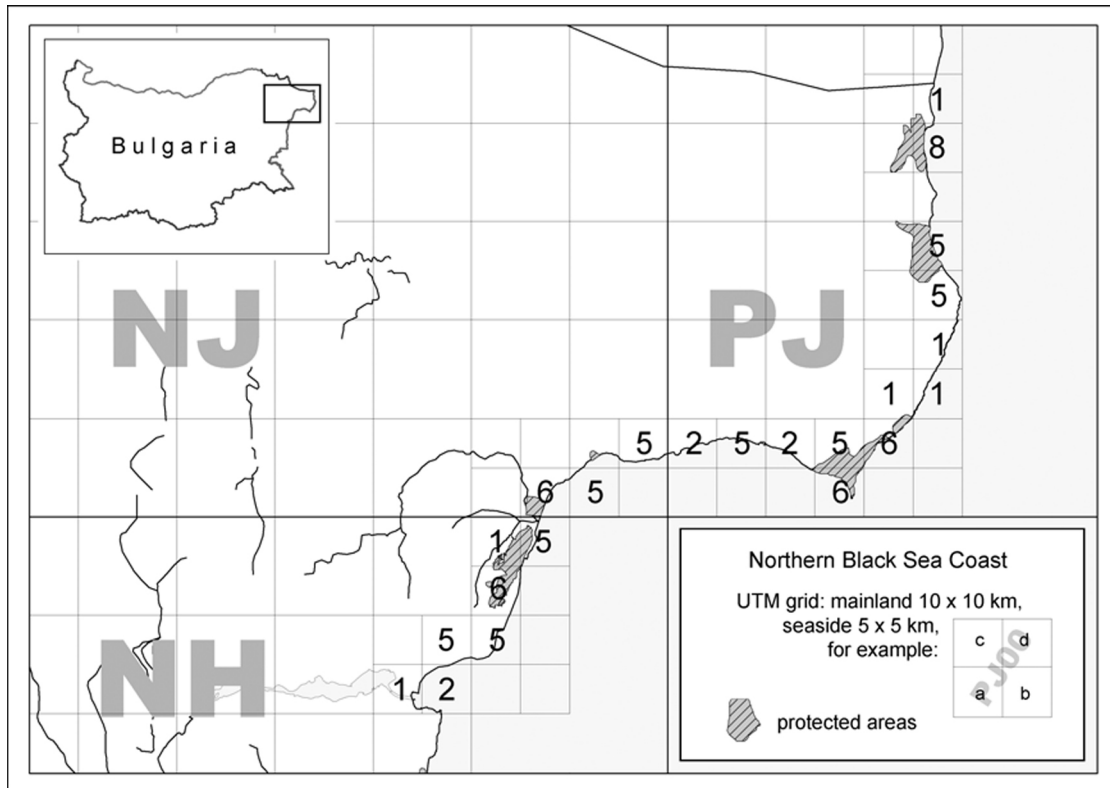 Bulgaria
1
8
5
NJ
PJ
5
1
1 1
5 2 5 2 5 6
6 5 6
1 5
6
5 5
NH
1 2
Northern Black Sea Coast
UTM grid: mainland 10 x 10 km,
seaside 5 x 5 km,
for example:
c d
PJ00
a b
protected areas